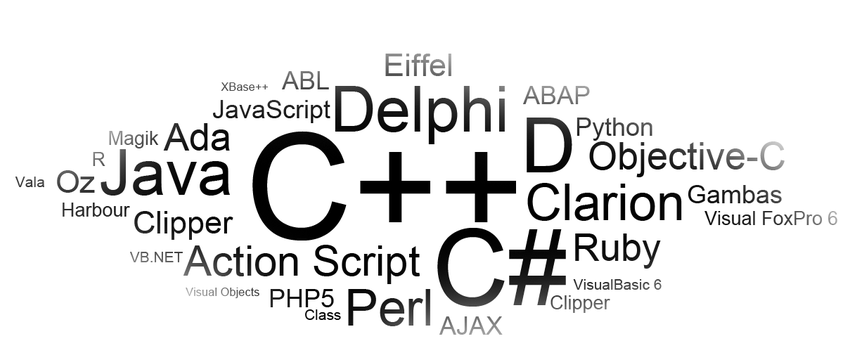 Eiffel
XBase++
ABL
ABAP
JavaScript
Delphi
Python
Magik
Ada
D
Objective-C
R
Java
C++
Vala
Oz
Clarion
Gambas
Harbour
Clipper
Visual FoxPro 6
VB.NET
Action Script
C#
Ruby
Visual Objects
PHP5
VisualBasic 6
Class
Perl
Clipper
AJAX